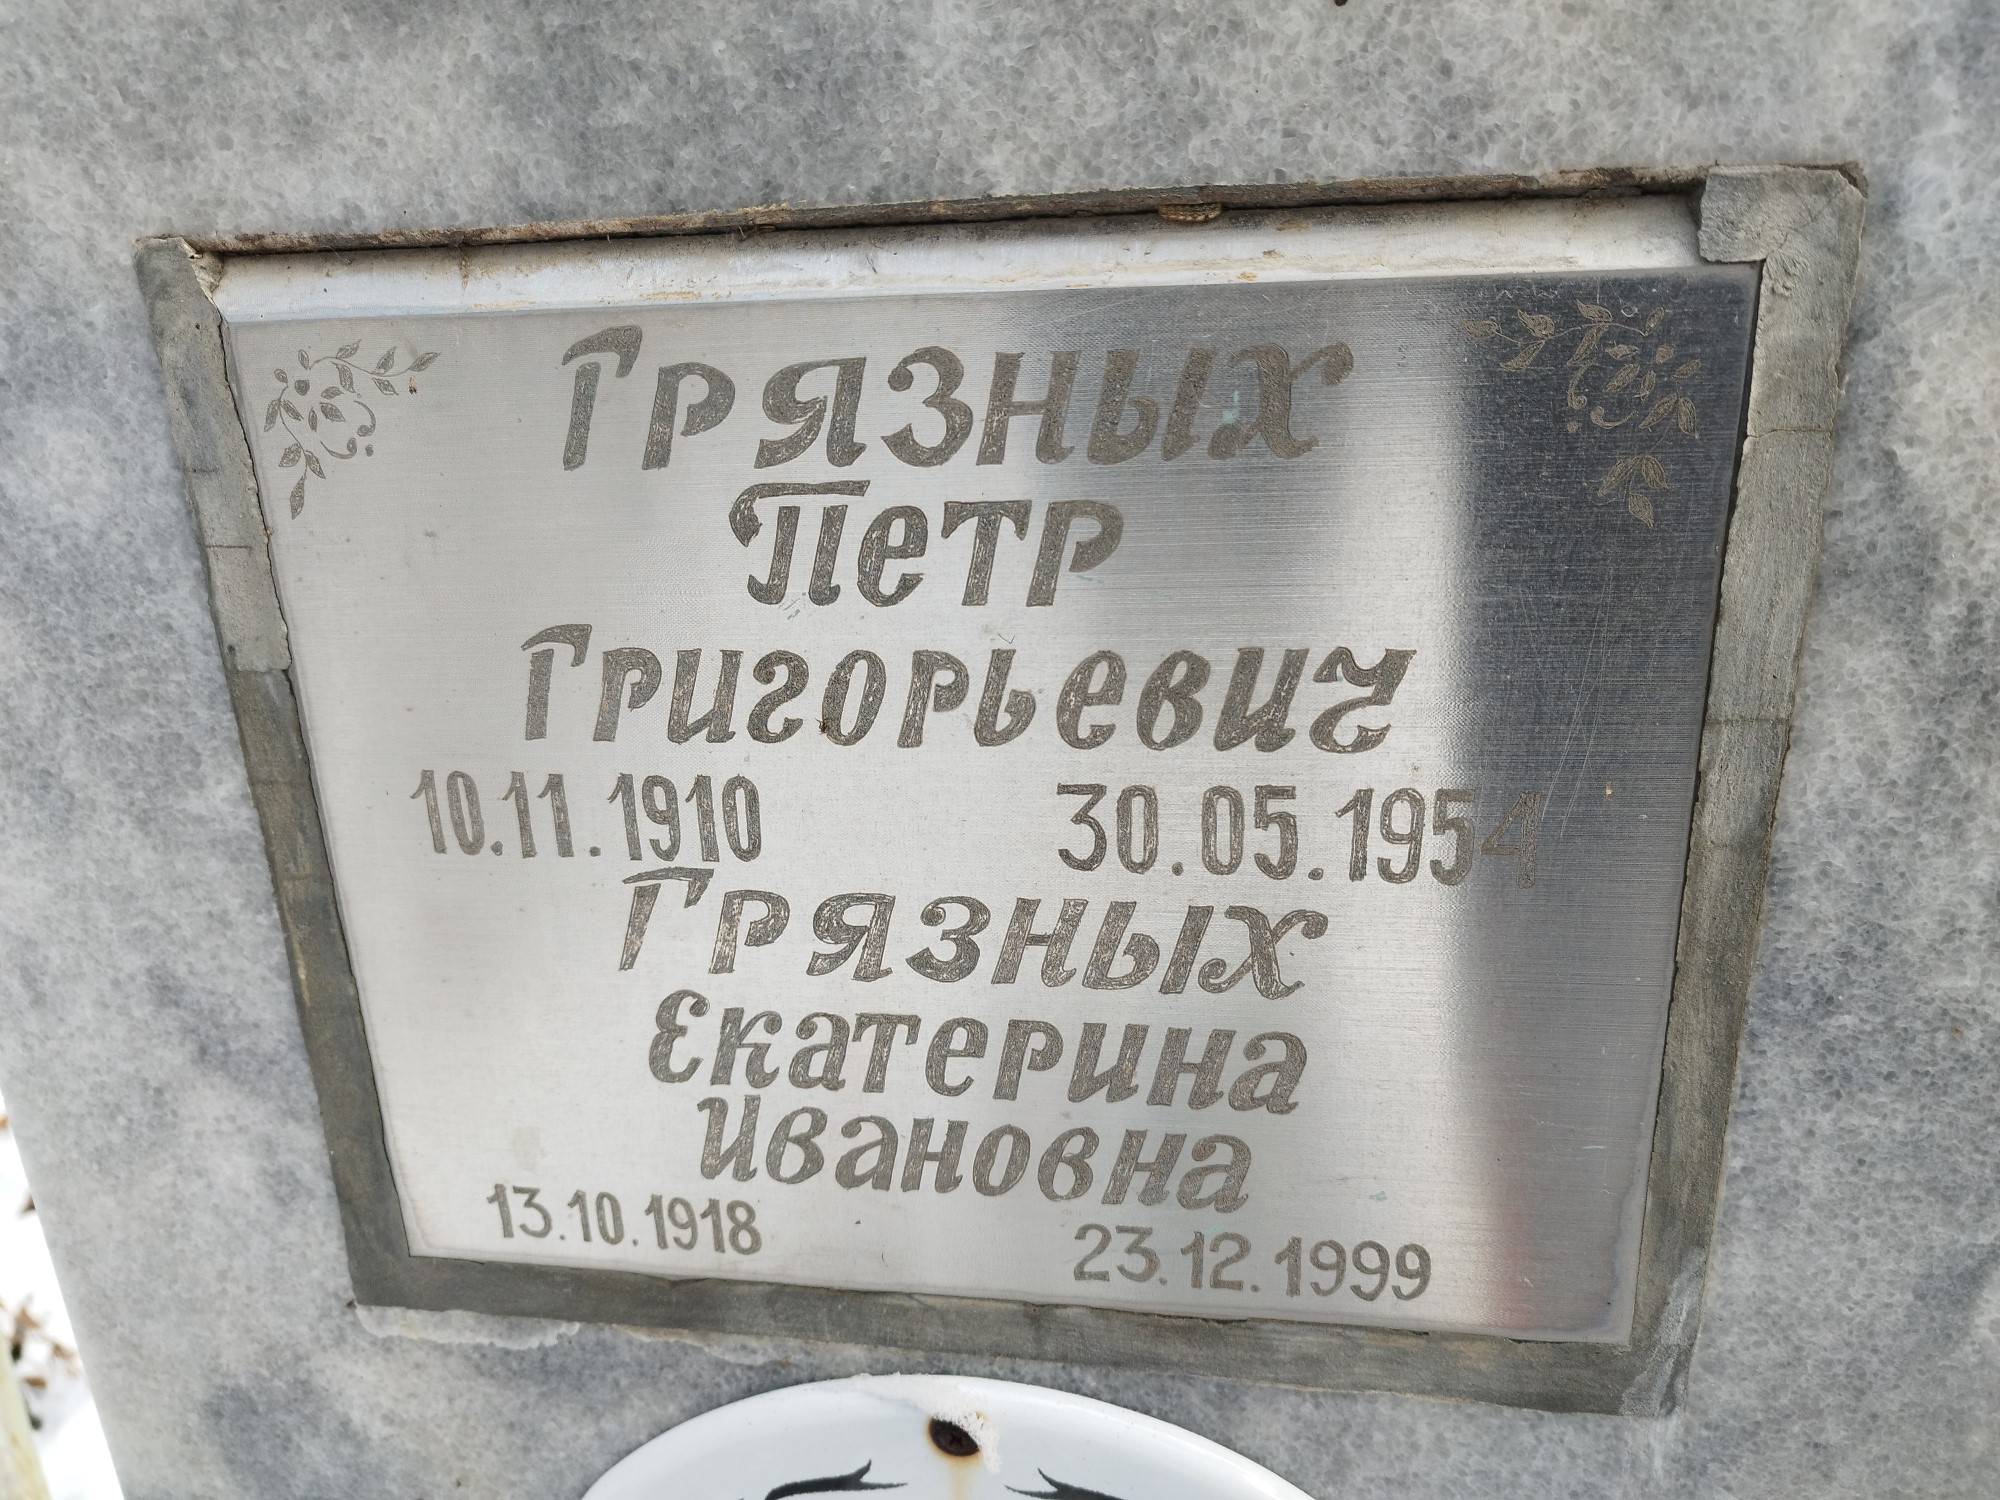 Грязных
Петр
Григорьевич
10.11.1910 30.05.1954
Грязных
Екатерина
Ивановна
13.10.1918 23.12.1999